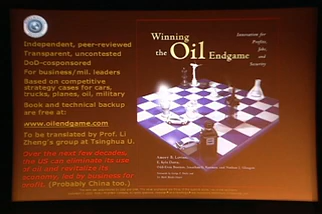 Independent, peer-reviewed
Transparent, uncontested
DoD-cosponsored
For business/mil. leaders
Based on competitive
strategy cases for cars,
trucks, planes, oil, military
Book and technical backup
are free at:
www.oilendgame.com
To be translated by Prof. Li
Zheng's group at Tsinghua U.
Over the next few decades,
the US can eliminate its use
of oil and revitalize its
economy, led by business for
profit. (Probably China too.)
Winning
the Oil Endgame
Innovation for
Profits,
Jobs,
and
Security
Amory B. Lovins